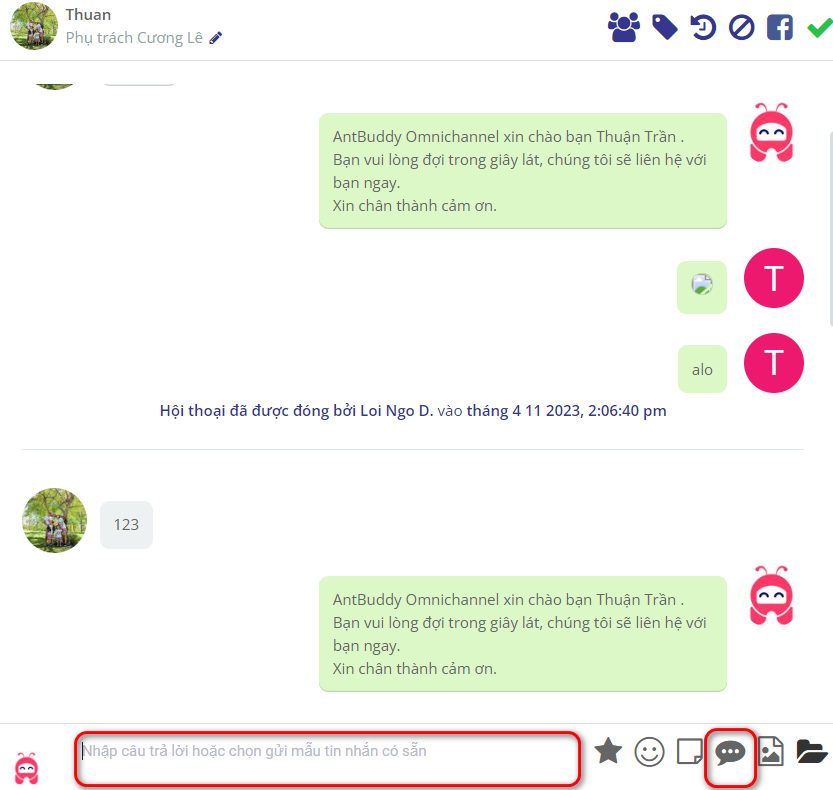 Thuan
Phụ trách Cương Lê
AntBuddy Omnichannel xin chào bạn Thuận Trần .
Bạn vui lòng đợi trong giây lát, chúng tôi sẽ liên hệ với
bạn ngay.
Xin chân thành cảm ơn.
T
alo
T
Hội thoại đã được đóng bởi Loi Ngo D. vào tháng 4 11 2023, 2:06:40 pm
123
AntBuddy Omnichannel xin chào bạn Thuận Trần .
Bạn vui lòng đợi trong giây lát, chúng tôi sẽ liên hệ với
bạn ngay.
Xin chân thành cảm ơn.
Nhập câu trả lời hoặc chọn gửi mẫu tin nhắn có sẵn